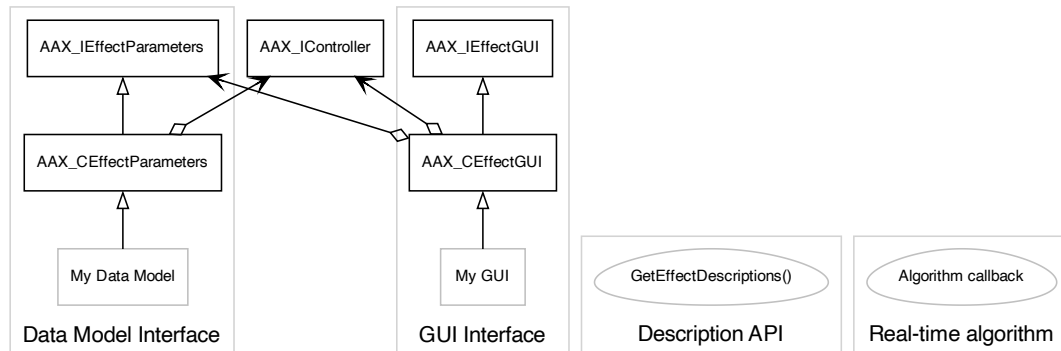 AAX_IEffectParameters
AAX_IController
AAX_IEffectGUI
AAX_CEffectParameters
AAX_CEffectGUI
My Data Model
My GUI
GetEffectDescriptions()
Algorithm callback
Data Model Interface
GUI Interface
Description API
Real-time algorithm